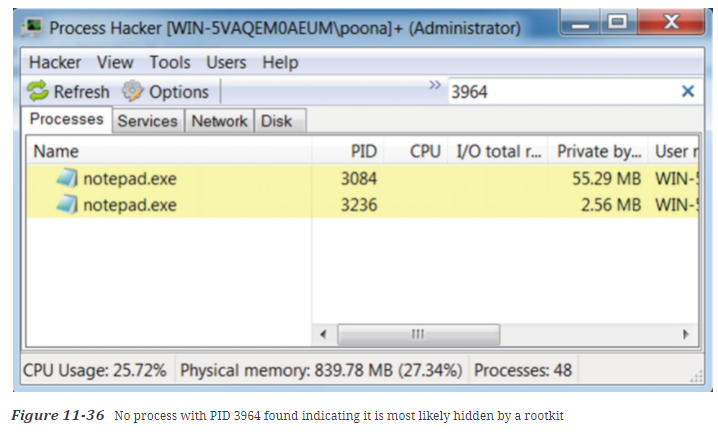 Process Hacker [WIN-5VAQEM0AEUM\poona]+ (Administrator)
Hacker View Tools Users Help
Refresh Options » 3964
Processes Services Network Disk
Name PID CPU I/O total r... Private by... User r
notepad.exe 3084 55.29 MB WIN-
notepad.exe 3236 2.56 MB WIN-
CPU Usage: 25.72% Physical memory: 839.78 MB (27.34%) Processes: 48
Figure 11-36 No process with PID 3964 found indicating it is most likely hidden by a rootkit